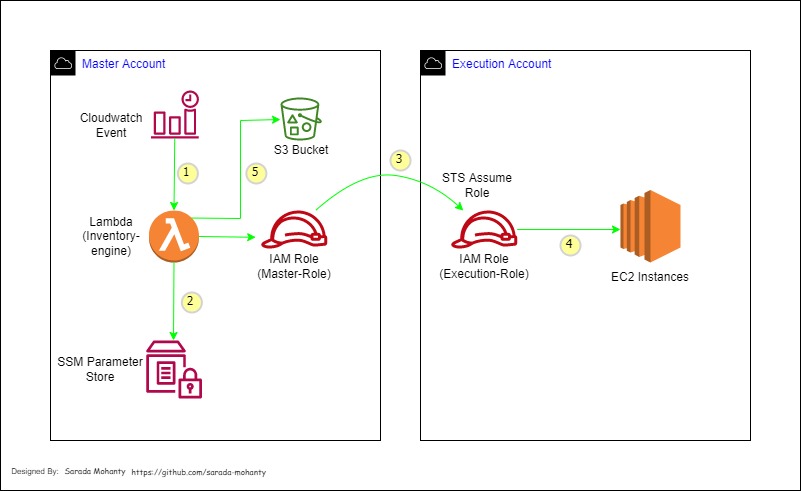 Master Account
Execution Account
Cloudwatch
Event
S3 Bucket
1
5
3
STS Assume
Role
Lambda
(Inventory-
engine)
IAM Role
(Master-Role)
IAM Role
(Execution-Role)
4
EC2 Instances
2
SSM Parameter
Store
Designed By: Sarada Mohanty https://github.com/sarada-mohanty